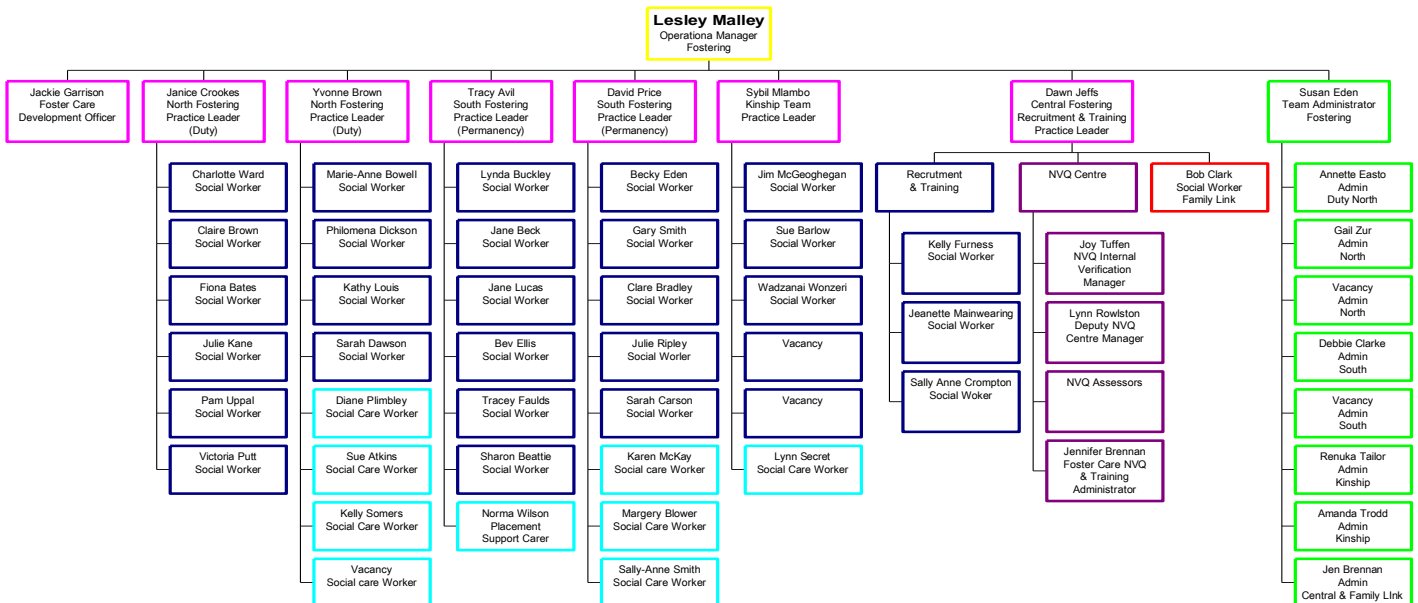 Lesley Malley
Operationa Manager
Fostering
Jackie Garrison
Foster Care
Development Officer
Janice Crookes
North Fostering
Practice Leader
(Duty)
Yvonne Brown
North Fostering
Practice Leader
(Duty)
Tracy Avil
South Fostering
Practice Leader
(Permanency)
David Price
South Fostering
Practice Leader
(Permanency)
Sybil Mlambo
Kinship Team
Practice Leader
Dawn Jeffs
Central Fostering
Recruitment & Training
Practice Leader
Susan Eden
Team Administrator
Fostering
Charlotte Ward
Social Worker
Claire Brown
Social Worker
Fiona Bates
Social Worker
Julie Kane
Social Worker
Pam Uppal
Social Worker
Victoria Putt
Social Worker
Marie-Anne Bowell
Social Worker
Philomena Dickson
Social Worker
Kathy Louis
Social Worker
Sarah Dawson
Social Worker
Diane Plimbley
Social Care Worker
Sue Atkins
Social Care Worker
Kelly Somers
Social Care Worker
Vacancy
Social care Worker
Lynda Buckley
Social Worker
Jane Beck
Social Worker
Jane Lucas
Social Worker
Bev Ellis
Social Worker
Tracey Faulds
Social Worker
Sharon Beattie
Social Worker
Norma Wilson
Placement
Support Carer
Becky Eden
Social Worker
Gary Smith
Social Worker
Clare Bradley
Social Worker
Julie Ripley
Social Worler
Sarah Carson
Social Worker
Karen McKay
Social care Worker
Margery Blower
Social Care Worker
Sally-Anne Smith
Social Care Worker
Jim McGeoghegan
Social Worker
Sue Barlow
Social Worker
Wadzanai Wonzeri
Social Worker
Vacancy
Vacancy
Lynn Secret
Social Care Worker
Recrutment
& Training
Kelly Furness
Social Worker
Jeanette Mainwearing
Social Worker
Sally Anne Crompton
Social Woker
NVQ Centre
Joy Tuffen
NVQ Internal
Verification
Manager
Lynn Rowlston
Deputy NVQ
Centre Manager
NVQ Assessors
Jennifer Brennan
Foster Care NVQ
& Training
Administrator
Bob Clark
Social Worker
Family Link
Annette Easto
Admin
Duty North
Gail Zur
Admin
North
Vacancy
Admin
North
Debbie Clarke
Admin
South
Vacancy
Admin
South
Renuka Tailor
Admin
Kinship
Amanda Trodd
Admin
Kinship
Jen Brennan
Admin
Central & Family LInk